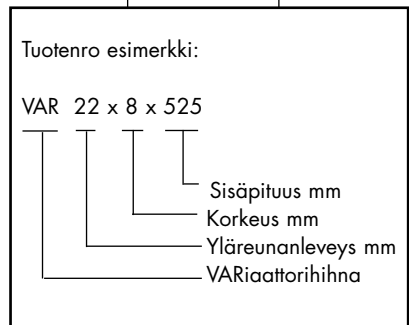 Tuotenro esimerkki:
VAR 22 x 8 x 525
Sisäpituus mm
Korkeus mm
Yläreunanleveys mm
VARiaattorihihna